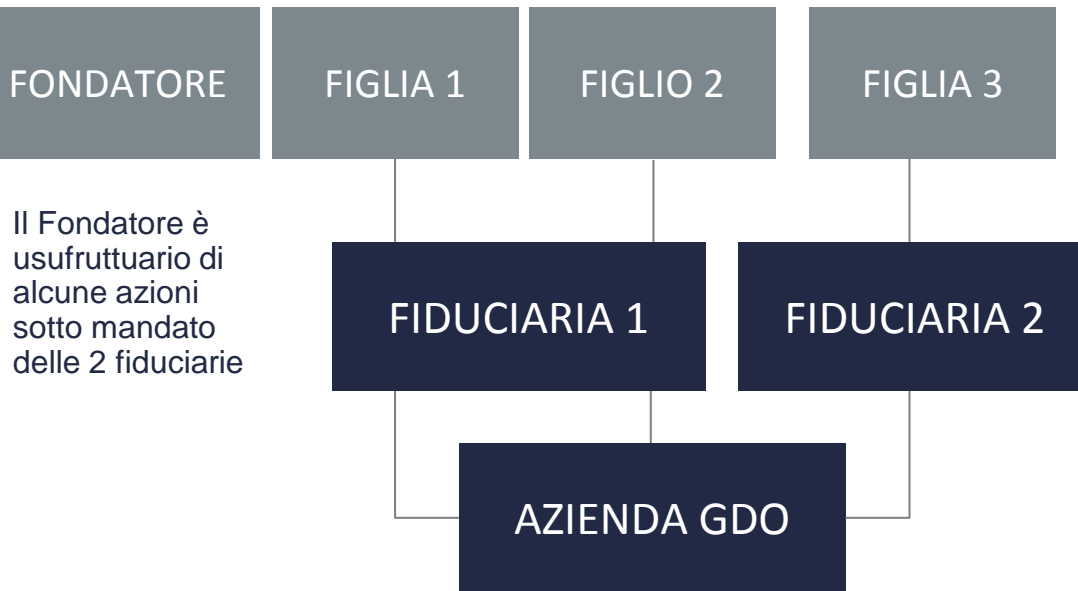 FONDATORE
FIGLIA 1
FIGLIO 2
FIGLIA 3
Il Fondatore è
usufruttuario di
alcune azioni
sotto mandato
delle 2 fiduciarie
FIDUCIARIA 1
FIDUCIARIA 2
AZIENDA GDO